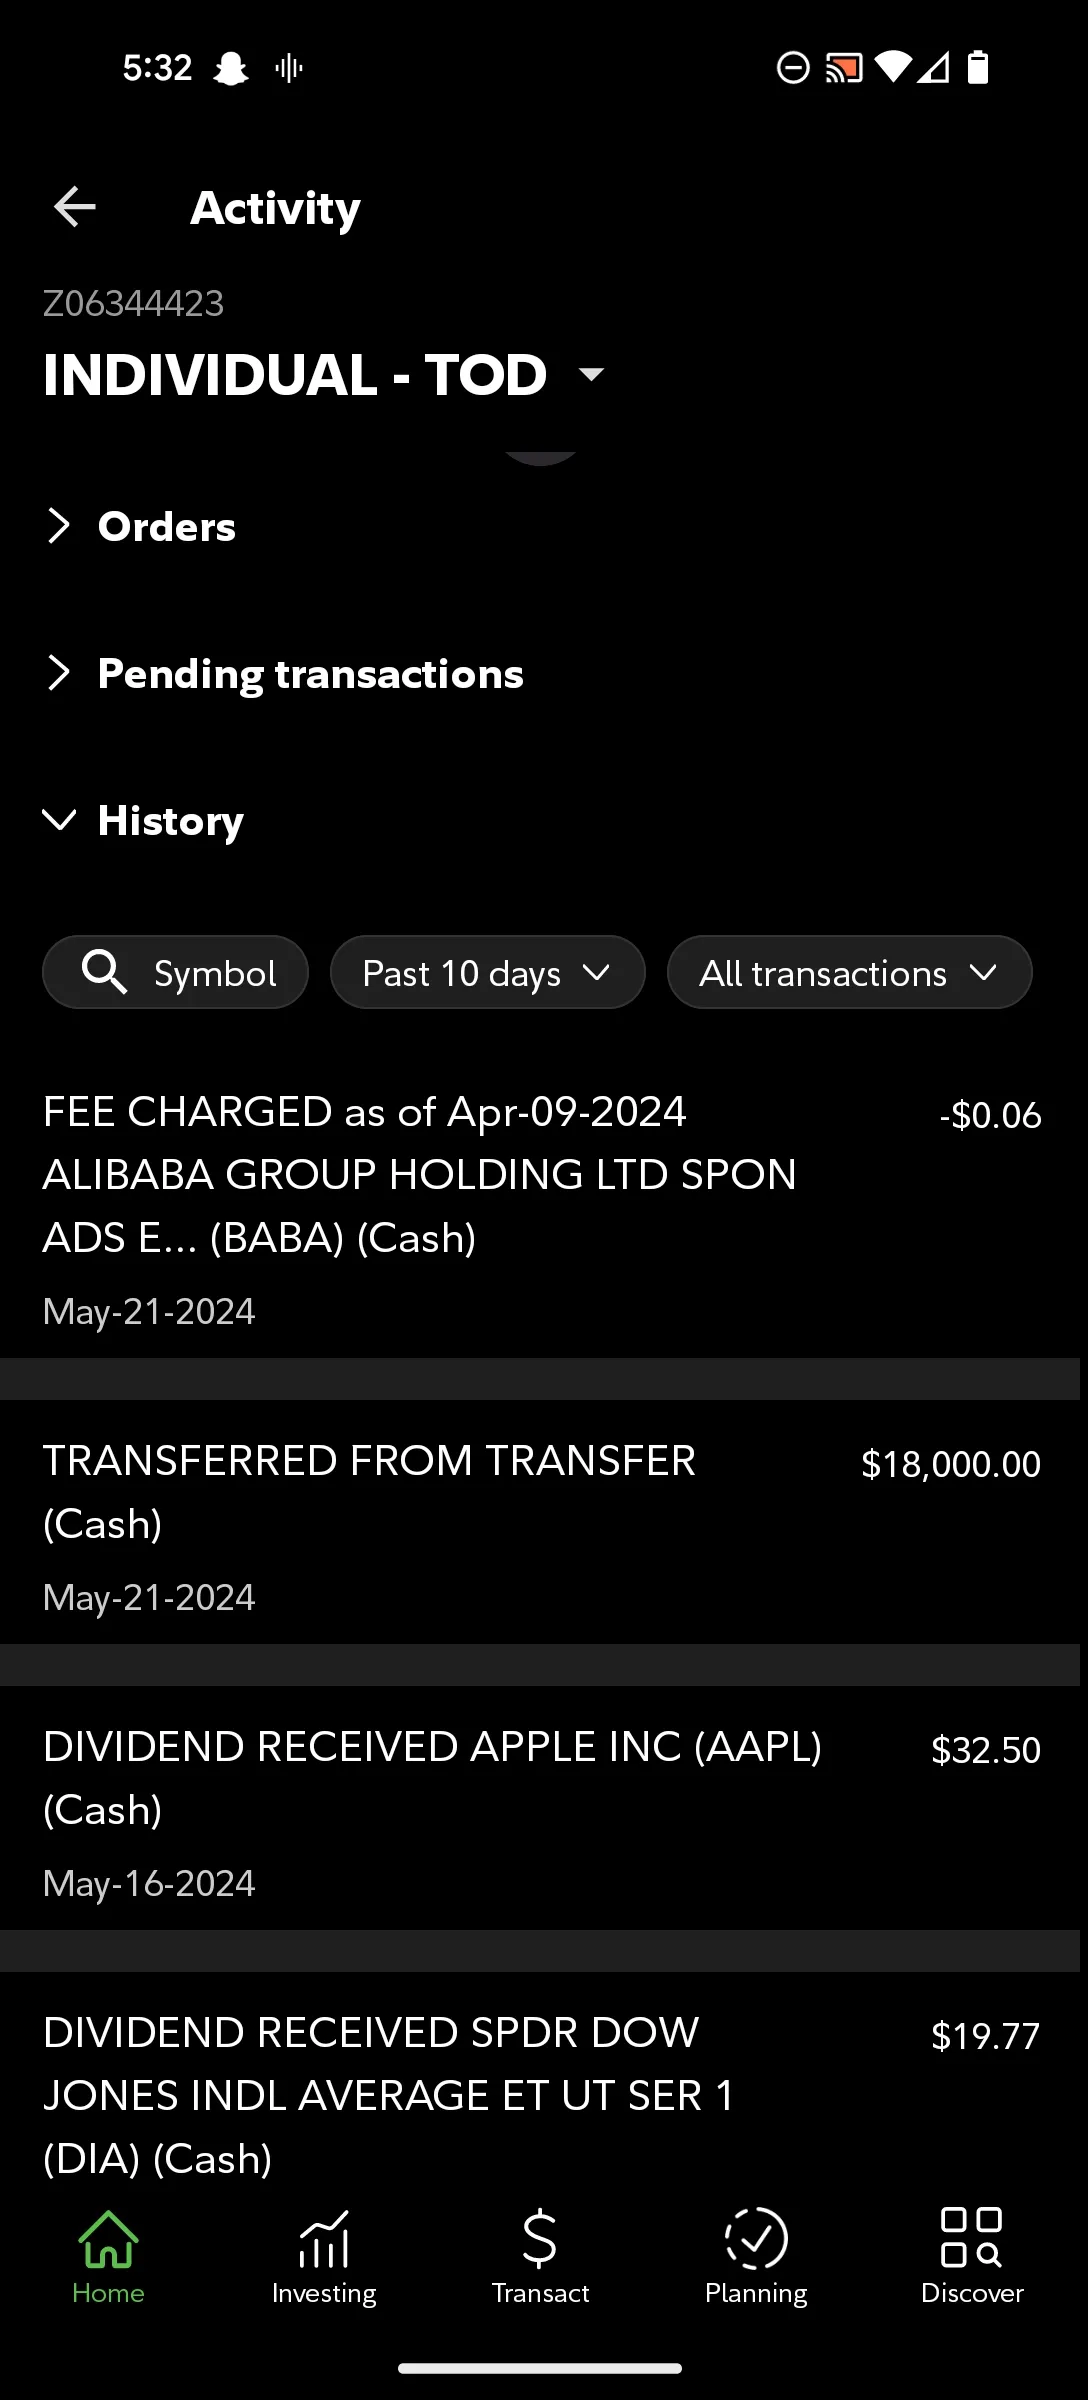 5:32
Activity
Z06344423
INDIVIDUAL - TOD
Orders
Pending transactions
History
Symbol
Past 10 days
All transactions
FEE CHARGED as of Apr-09-2024
-$0.06
ALIBABA GROUP HOLDING LTD SPON
ADS E... (BABA) (Cash)
May-21-2024
TRANSFERRED FROM TRANSFER
$18,000.00
(Cash)
May-21-2024
DIVIDEND RECEIVED APPLE INC (AAPL)
$32.50
(Cash)
May-16-2024
DIVIDEND RECEIVED SPDR DOW
$19.77
JONES INDL AVERAGE ET UT SER 1
(DIA) (Cash)
Home
Investing
Transact
Planning
Discover